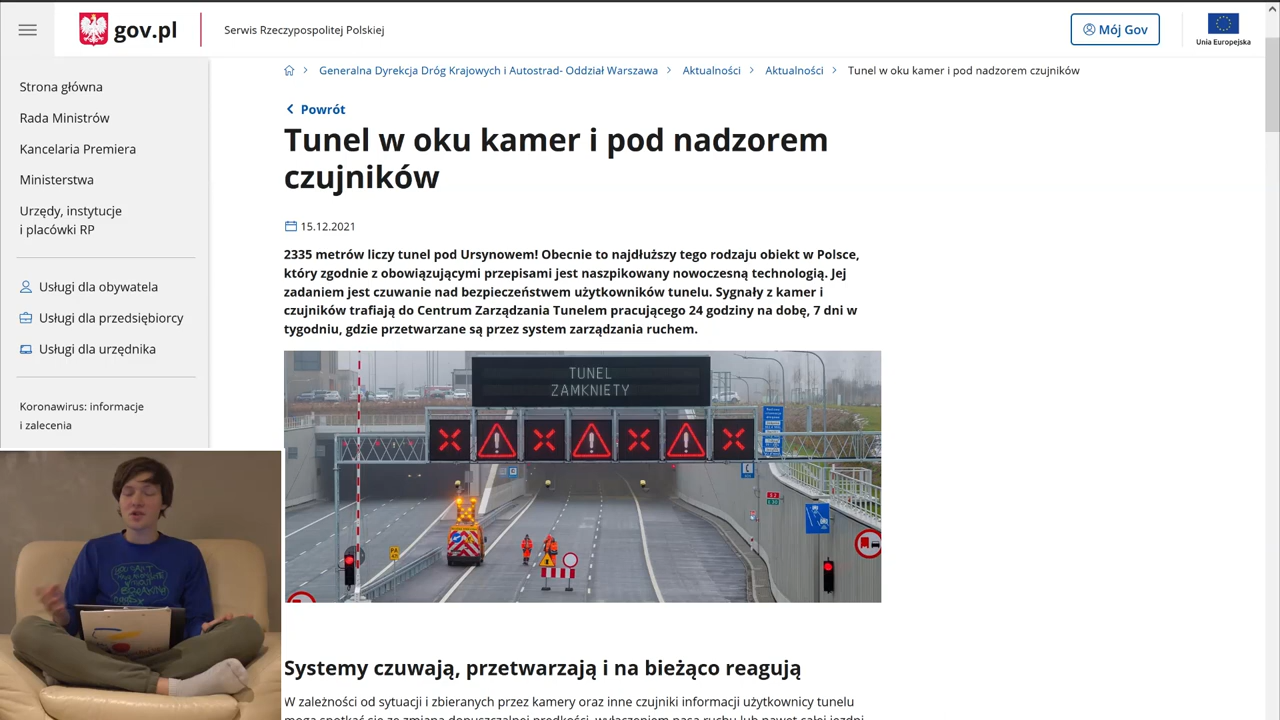 gov.pl
Serwis Rzeczypospolitej Polskiej
Mój Gov
Unia Europejska
Strona główna
Rada Ministrów
Kancelaria Premiera
Ministerstwa
Urzędy, instytucje
i placówki RP
Usługi dla obywatela
Usługi dla przedsiębiorcy
Usługi dla urzędnika
Koronawirus: informacje
i zalecenia
Generalna Dyrekcja Dróg Krajowych i Autostrad- Oddział Warszawa
Aktualności
Aktualności
Tunel w oku kamer i pod nadzorem czujników
Powrót
Tunel w oku kamer i pod nadzorem
czujników
15.12.2021
2335 metrów liczy tunel pod Ursynowem! Obecnie to najdłuższy tego rodzaju obiekt w Polsce,
który zgodnie z obowiązującymi przepisami jest naszpikowany nowoczesną technologią. Jej
zadaniem jest czuwanie nad bezpieczeństwem użytkowników tunelu. Sygnały z kamer i
czujników trafiają do Centrum Zarządzania Tunelem pracującego 24 godziny na dobę, 7 dni w
tygodniu, gdzie przetwarzane są przez system zarządzania ruchem.
TUNEL
ZAMKNIETY
Systemy czuwają, przetwarzają i na bieżąco reagują
W zależności od sytuacji i zbieranych przez kamery oraz inne czujniki informacji użytkownicy tunelu